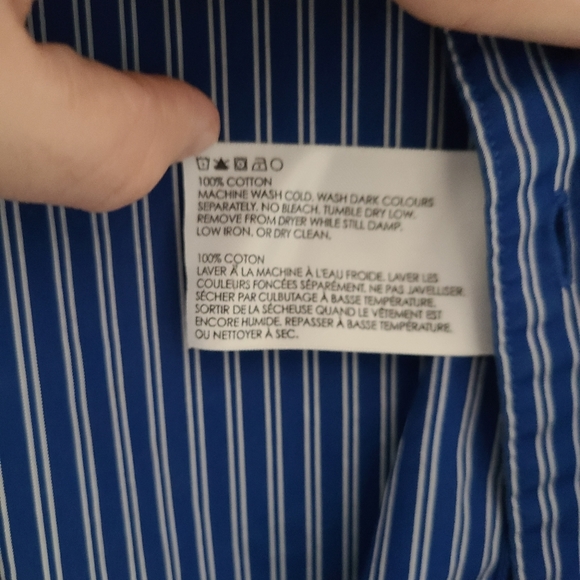 100% COTTON
MACHINE WASH COLD. WASH DARK COLOURS
SEPARATELY. NO BLEACH. TUMBLE DRY LOW.
REMOVE FROM DRYER WHILE STILL DAMP.
LOW IRON. OR DRY CLEAN.
100% COTON
LAVER À LA MACHINE À L'EAU FROIDE. LAVER LES
COULEURS FONCÉES SÉPARÉMENT. NE PAS JAVELLISER.
SÉCHER PAR CULBUTAGE À BASSE TEMPÉRATURE.
SORTIR DE LA SÉCHEUSE QUAND LE VÊTEMENT EST
ENCORE HUMIDE. REPASSER À BASSE TEMPÉRATURE.
OU NETTOYER À SEC.